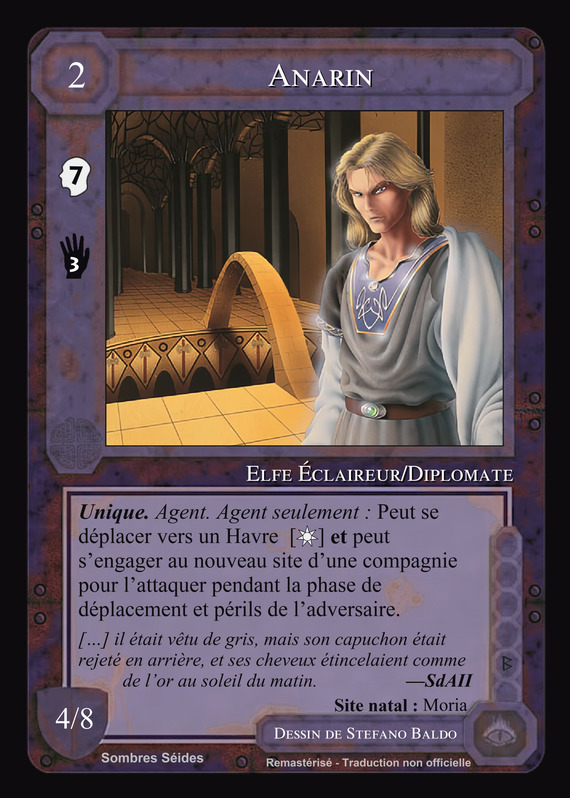 2
ANARIN
7
3
ELFE ÉCLAIREUR/DIPLOMATE
Unique. Agent. Agent seulement : Peut se
déplacer vers un Havre [☀] et peut
s’engager au nouveau site d’une compagnie
pour l’attaquer pendant la phase de
déplacement et périls de l’adversaire.
[…] il était vêtu de gris, mais son capuchon était
rejeté en arrière, et ses cheveux étincelaient comme
de l’or au soleil du matin. —SdAII
Site natal : Moria
4/8
DESSIN DE STEFANO BALDO
Sombres Séides
Remastérisé - Traduction non officielle
ᛒ